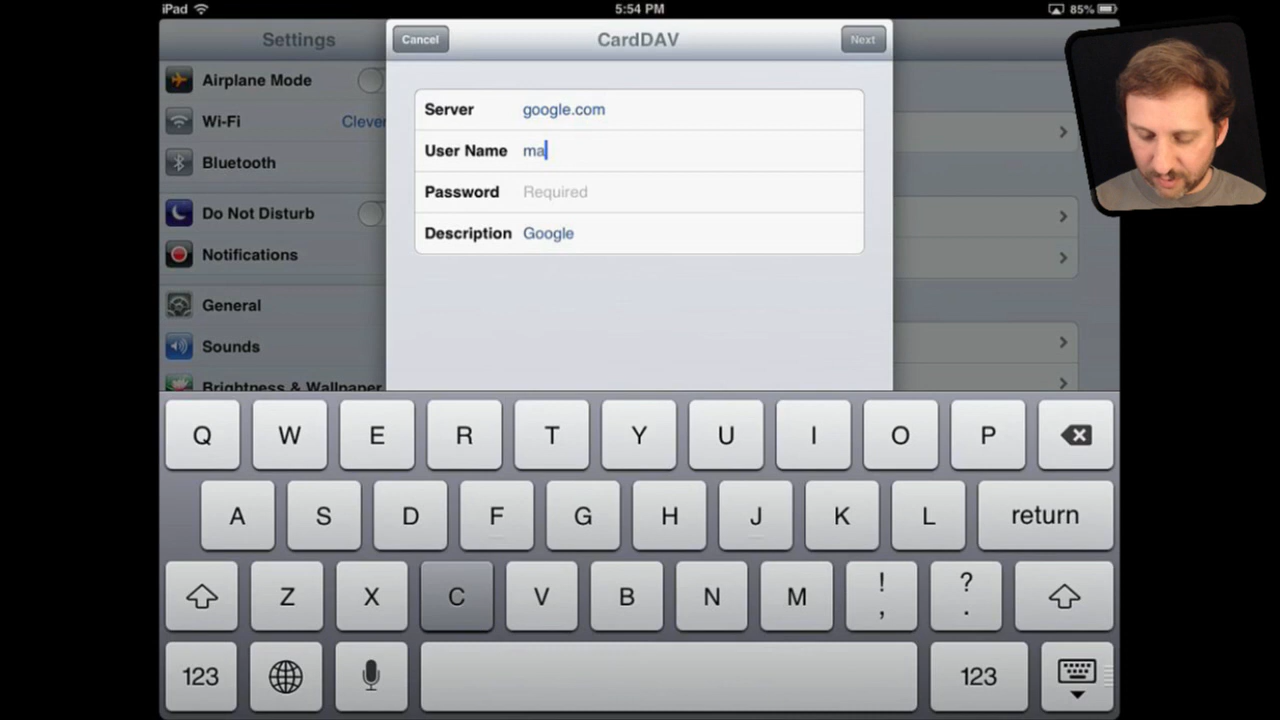 iPad
5:54 PM
85%
Settings
Cancel
CardDAV
Next
Airplane Mode
Wi-Fi
Clever
Bluetooth
Do Not Disturb
Notifications
General
Sounds
Brightness & Wallpaper
Server google.com
User Name ma
Password Required
Description Google
Q W E R T Y U I O P
A S D F G H J K L return
Z X C V B N M ! , ? .
123 123